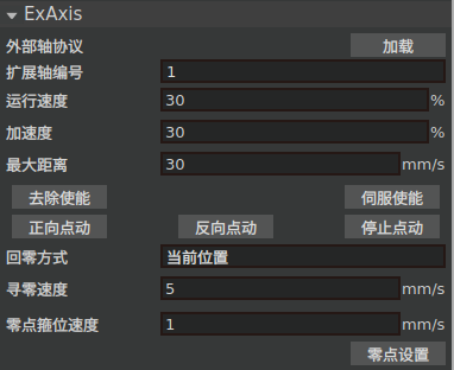 ExAxis
外部轴协议 加载
扩展轴编号 1
运行速度 30 %
加速度 30 %
最大距离 30 mm/s
去除使能 伺服使能
正向点动 反向点动 停止点动
回零方式 当前位置
寻零速度 5 mm/s
零点箍位速度 1 mm/s
零点设置